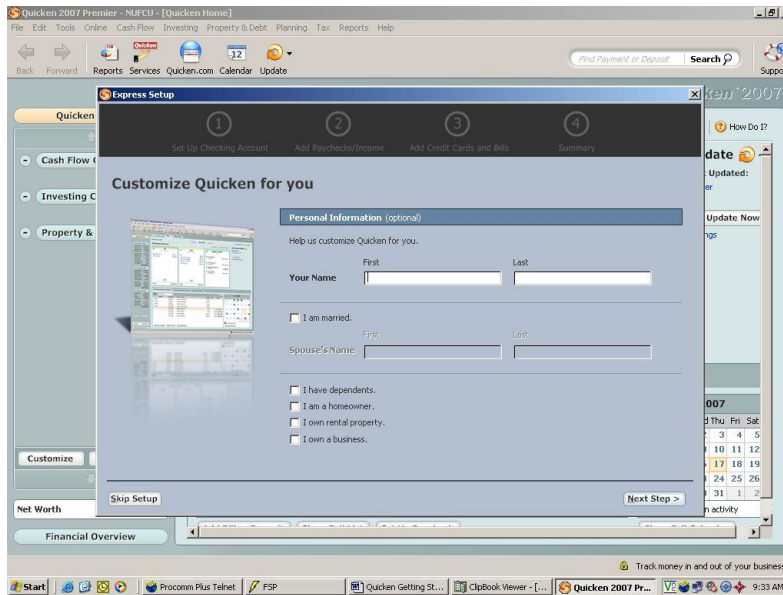 Quicken 2007 Premier - NUFCU - [Quicken Home]
File Edit Tools Online Cash Flow Investing Property & Debt Planning Tax Reports Help
Back Forward Reports Services Quicken.com Calendar Update
Quicken
12
Find Payment or Deposit Search
Suppo
Express Setup
2007
Quicken
1 2 3 4
Set Up Checking Account Add Paychecks/Income Add Credit Cards and Bills Summary
How Do I?
Cash Flow
date
Updated:
Customize Quicken for you
Investing C
Personal Information (optional)
Update Now
Property &
Help us customize Quicken for you.
ngs
First Last
Your Name
I am married.
First Last
Spouse's Name
I have dependents.
I am a homeowner.
I own rental property.
I own a business.
007
Thu Fri Sat
3 4 5
10 11 12
17 18 19
24 25 26
31 1 2
Customize
Skip Setup Next Step >
Net Worth
n activity
Financial Overview
Track money in and out of your business
Start Procomm Plus Telnet FSP Quicken Getting St... ClipBook Viewer - [... Quicken 2007 Pr... 9:33 AM